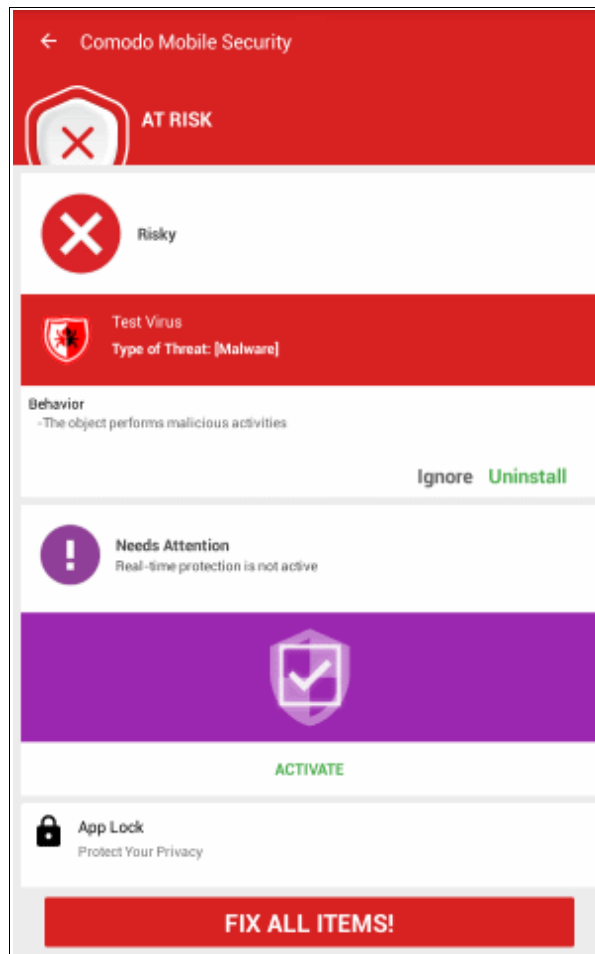 Comodo Mobile Security
AT RISK
Risky
Test Virus
Type of Threat: [Malware]
Behavior
-The object performs malicious activities
Ignore Uninstall
Needs Attention
Real-time protection is not active
ACTIVATE
App Lock
Protect Your Privacy
FIX ALL ITEMS!